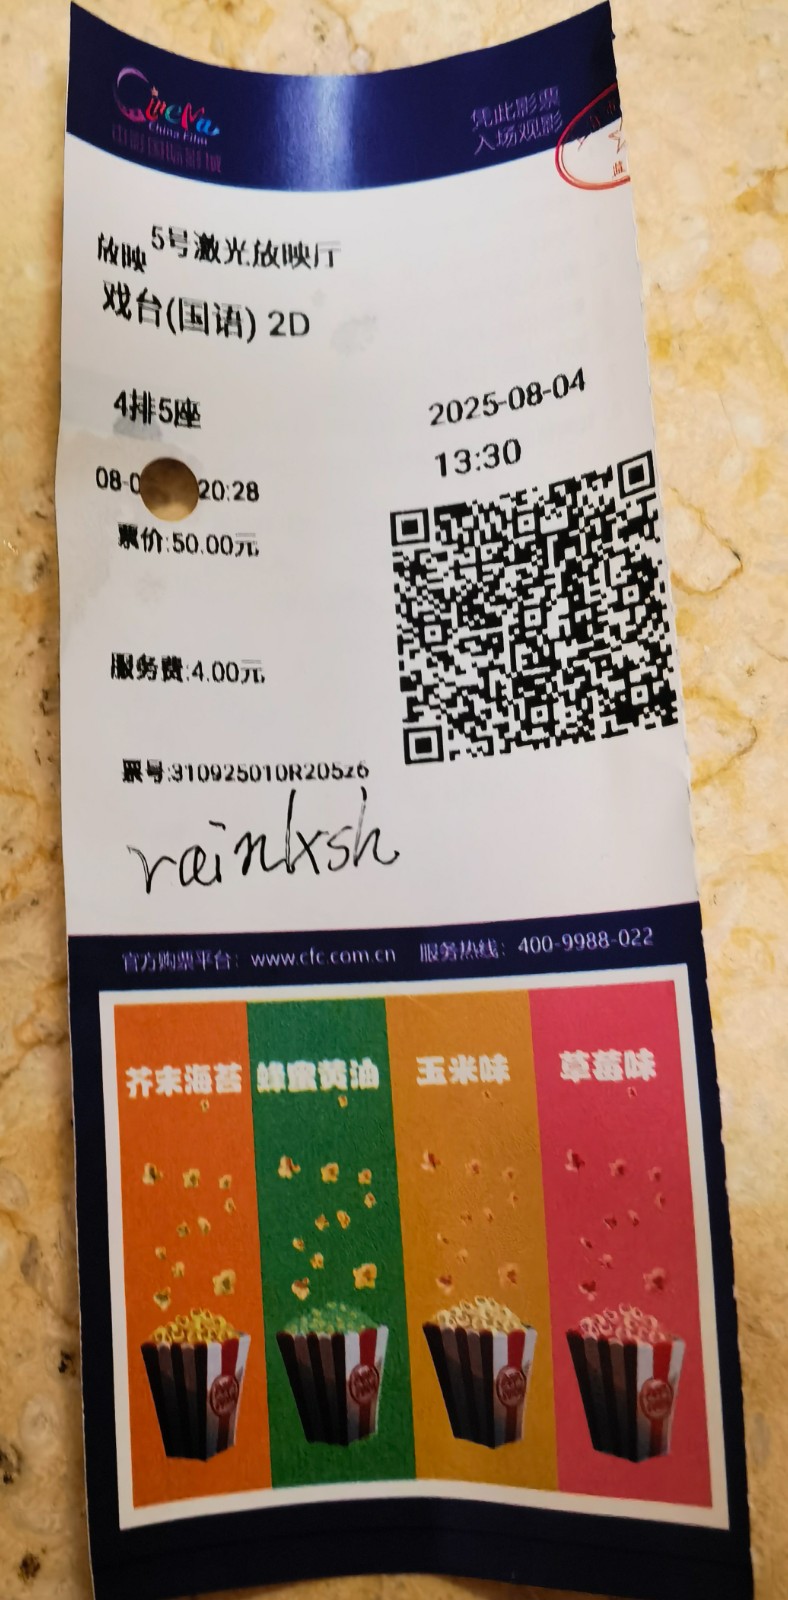 CineMa
China Film
中影国际影城
凭此影票
入场观影
放映 5号激光放映厅
戏台(国语) 2D
4排5座
2025-08-04
13:30
20:28
票价:50.00元
服务费:4.00元
票号:310925010R205z6
rainlxsh
官方购票平台：www.cfc.com.cn 服务热线：400-9988-022
芥末海苔 蜂蜜黄油 玉米味 草莓味